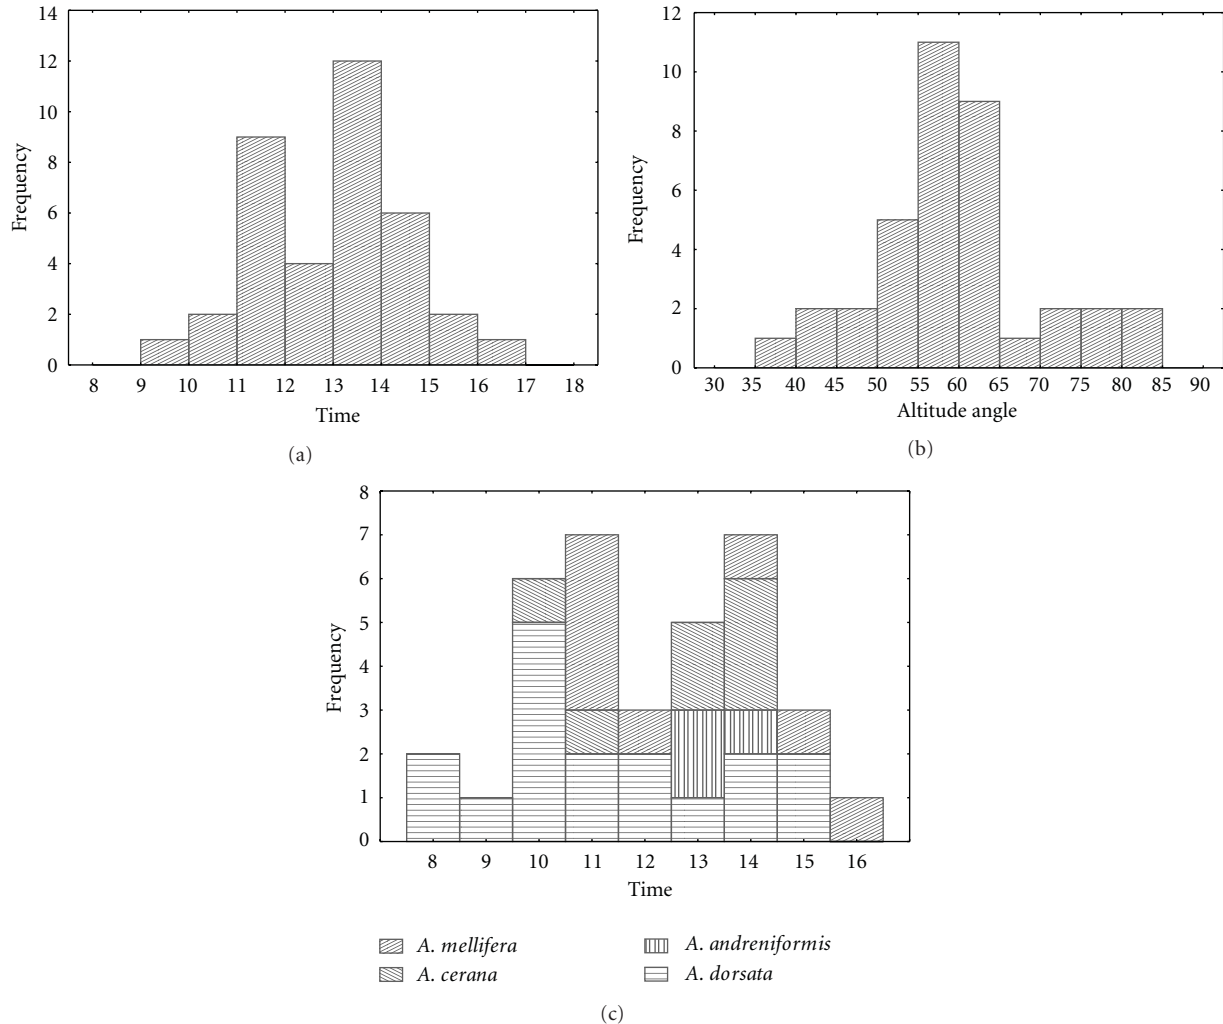 14
12
10
8
6
4
2
0
Frequency
8 9 10 11 12 13 14 15 16 17 18
Time
(a)
12
10
8
6
4
2
0
Frequency
30 35 40 45 50 55 60 65 70 75 80 85 90
Altitude angle
(b)
8
7
6
5
4
3
2
1
0
Frequency
8 9 10 11 12 13 14 15 16
Time
A. mellifera
A. cerana
A. andreniformis
A. dorsata
(c)